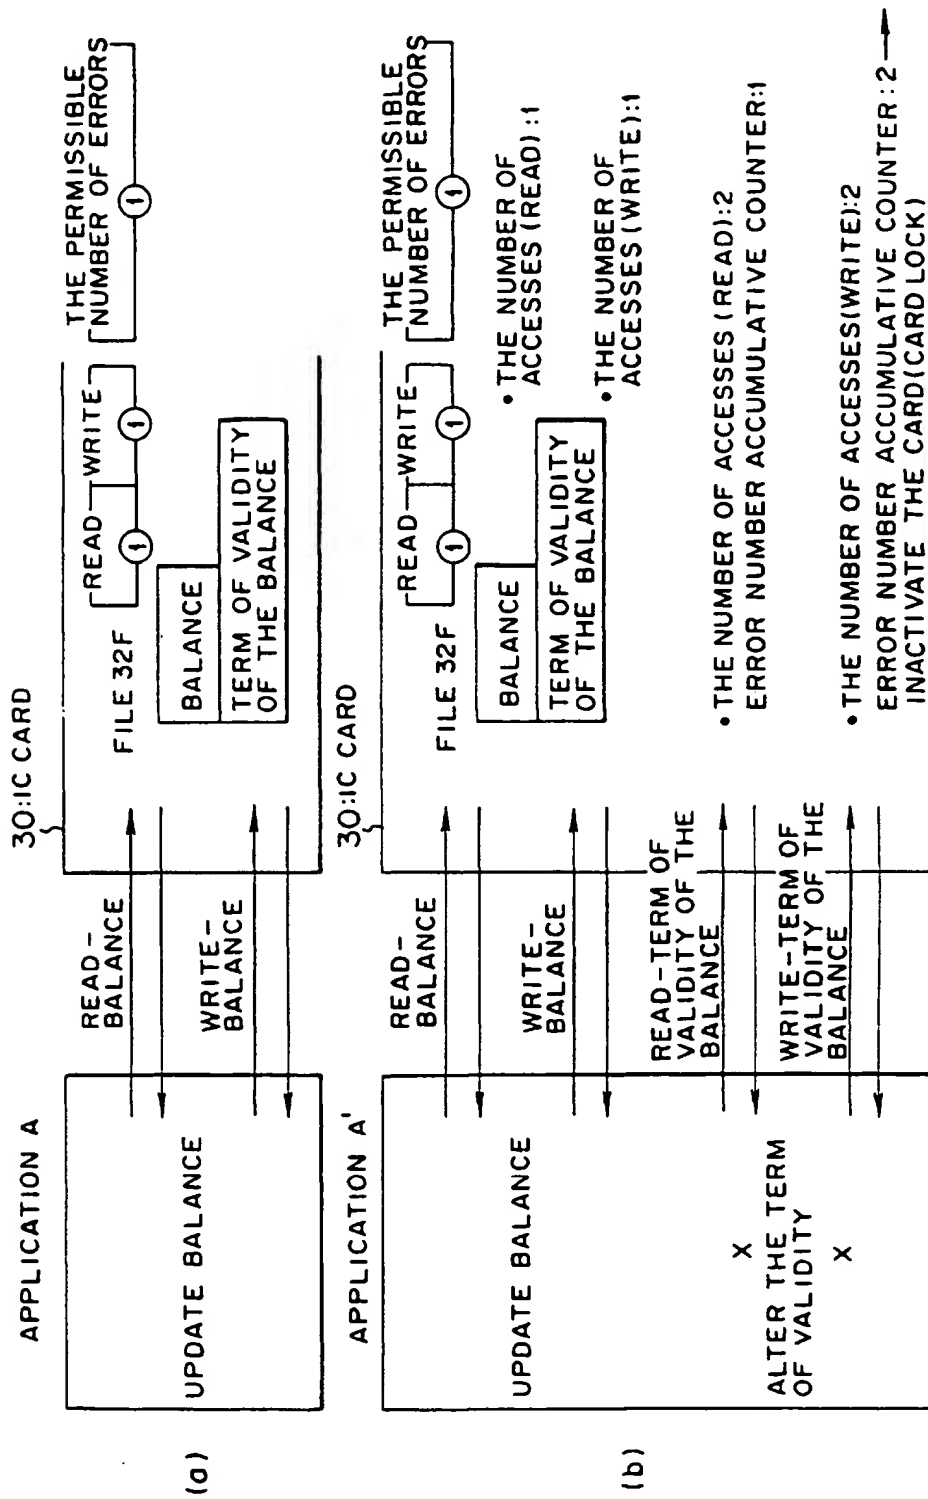 (a)
APPLICATION A
UPDATE BALANCE
READ-
BALANCE
WRITE-
BALANCE
30:IC CARD
FILE 32F
READ
WRITE
1
1
THE PERMISSIBLE
NUMBER OF ERRORS
1
BALANCE
TERM OF VALIDITY
OF THE BALANCE
(b)
APPLICATION A'
UPDATE BALANCE
ALTER THE TERM
OF VALIDITY
X
X
READ-
BALANCE
WRITE-
BALANCE
READ-TERM OF
VALIDITY OF THE
BALANCE
WRITE-TERM OF
VALIDITY OF THE
BALANCE
30:IC CARD
FILE 32F
READ
WRITE
1
1
THE PERMISSIBLE
NUMBER OF ERRORS
1
BALANCE
TERM OF VALIDITY
OF THE BALANCE
• THE NUMBER OF
ACCESSES (READ):1
• THE NUMBER OF
ACCESSES (WRITE):1
• THE NUMBER OF ACCESSES (READ):2
ERROR NUMBER ACCUMULATIVE COUNTER:1
• THE NUMBER OF ACCESSES(WRITE):2
ERROR NUMBER ACCUMULATIVE COUNTER:2 →
INACTIVATE THE CARD(CARD LOCK)